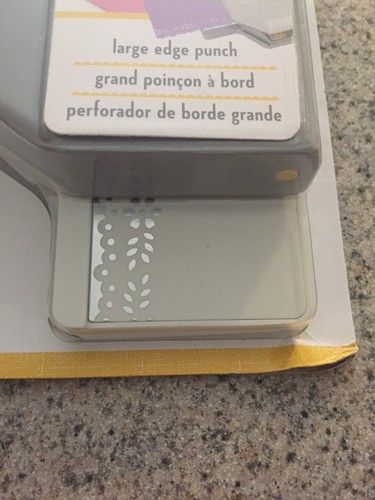 large edge punch
grand poinçon à bord
perforador de borde grande